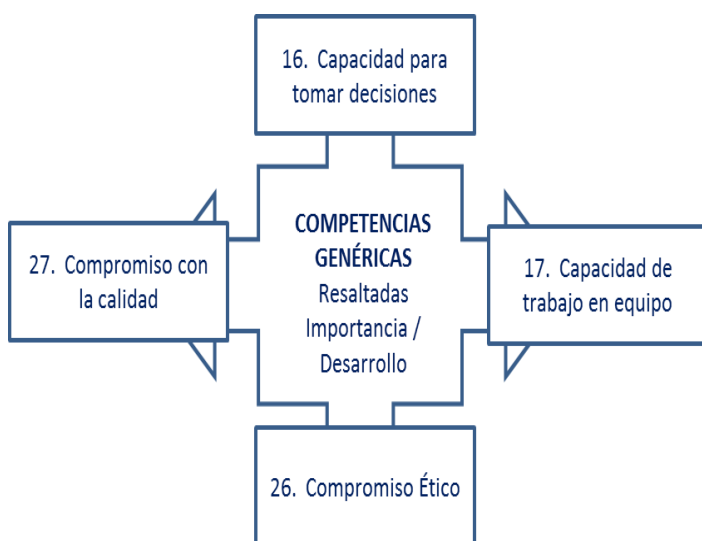 16. Capacidad para
tomar decisiones
27. Compromiso con
la calidad
COMPETENCIAS
GENÉRICAS
Resaltadas
Importancia /
Desarrollo
17. Capacidad de
trabajo en equipo
26. Compromiso Ético